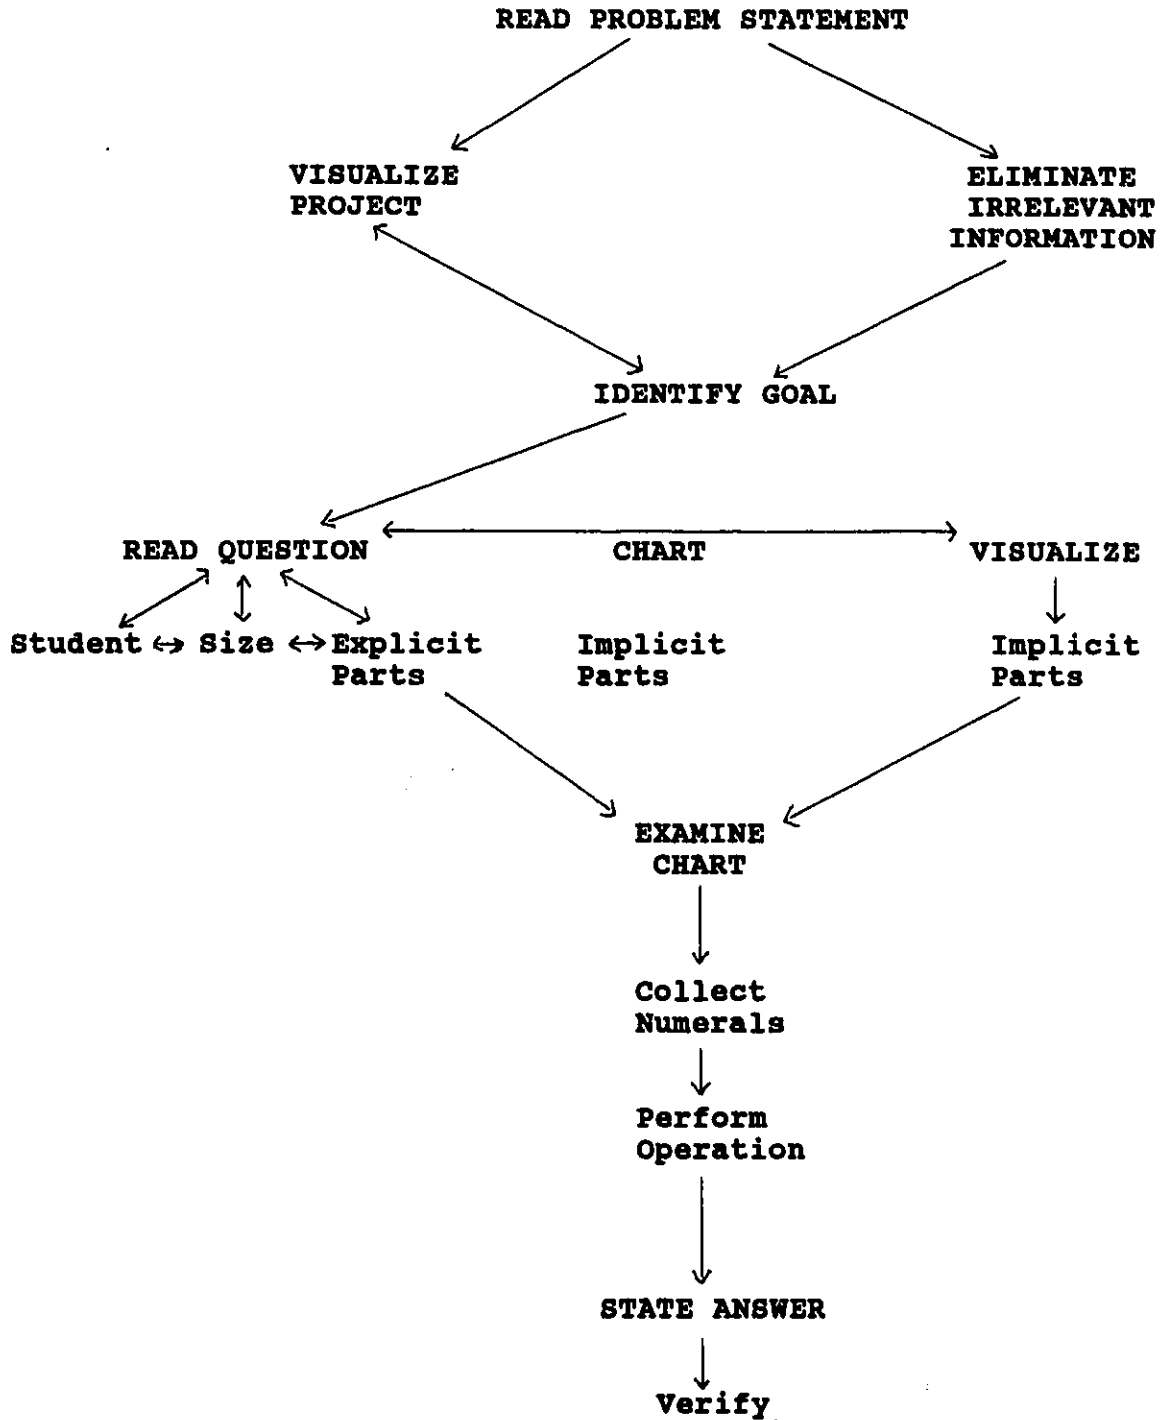 READ PROBLEM STATEMENT
VISUALIZE
PROJECT
ELIMINATE
IRRELEVANT
INFORMATION
IDENTIFY GOAL
READ QUESTION
CHART
VISUALIZE
Student ↔ Size ↔ Explicit
Parts
Implicit
Parts
Implicit
Parts
EXAMINE
CHART
Collect
Numerals
Perform
Operation
STATE ANSWER
Verify